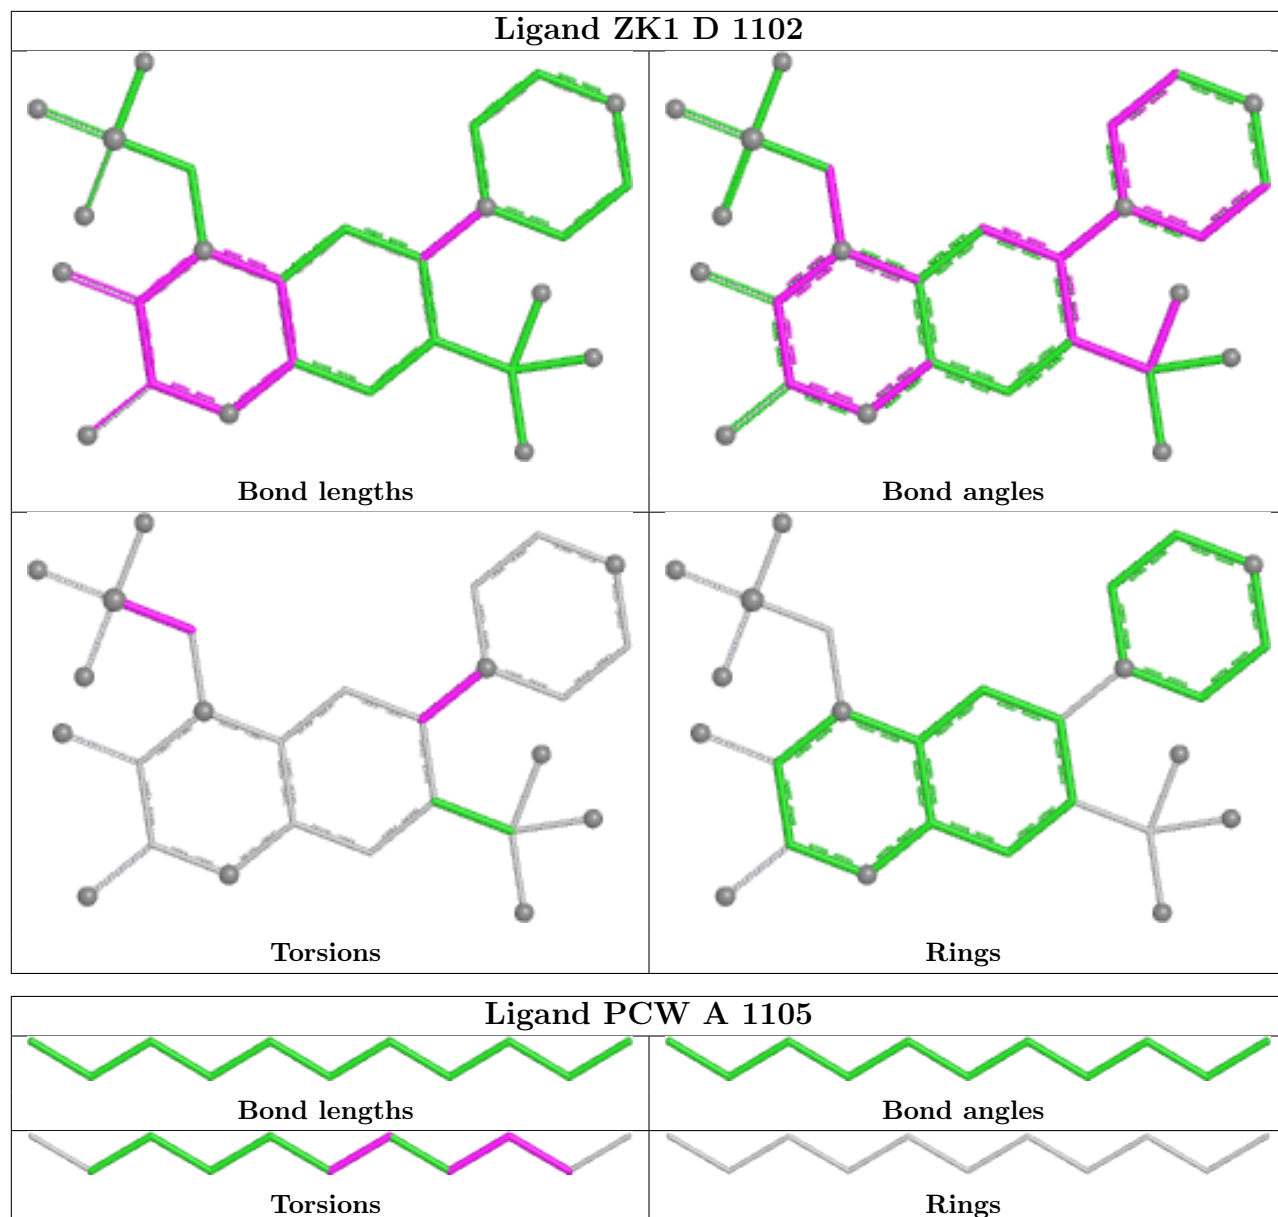 Ligand ZK1 D 1102
Bond lengths
Bond angles
Torsions
Rings
Ligand PCW A 1105
Bond lengths
Bond angles
Torsions
Rings